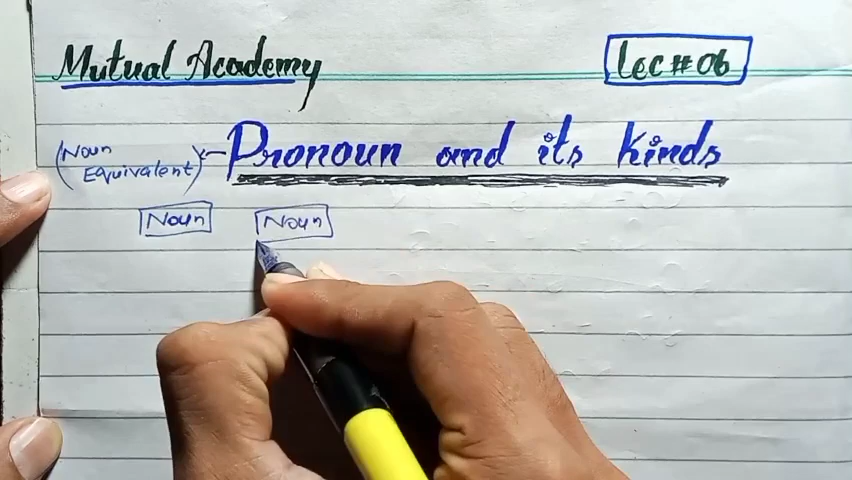 Mutual Academy Lec # 06
Pronoun and its Kinds
(Noun
Equivalent)
Noun Noun